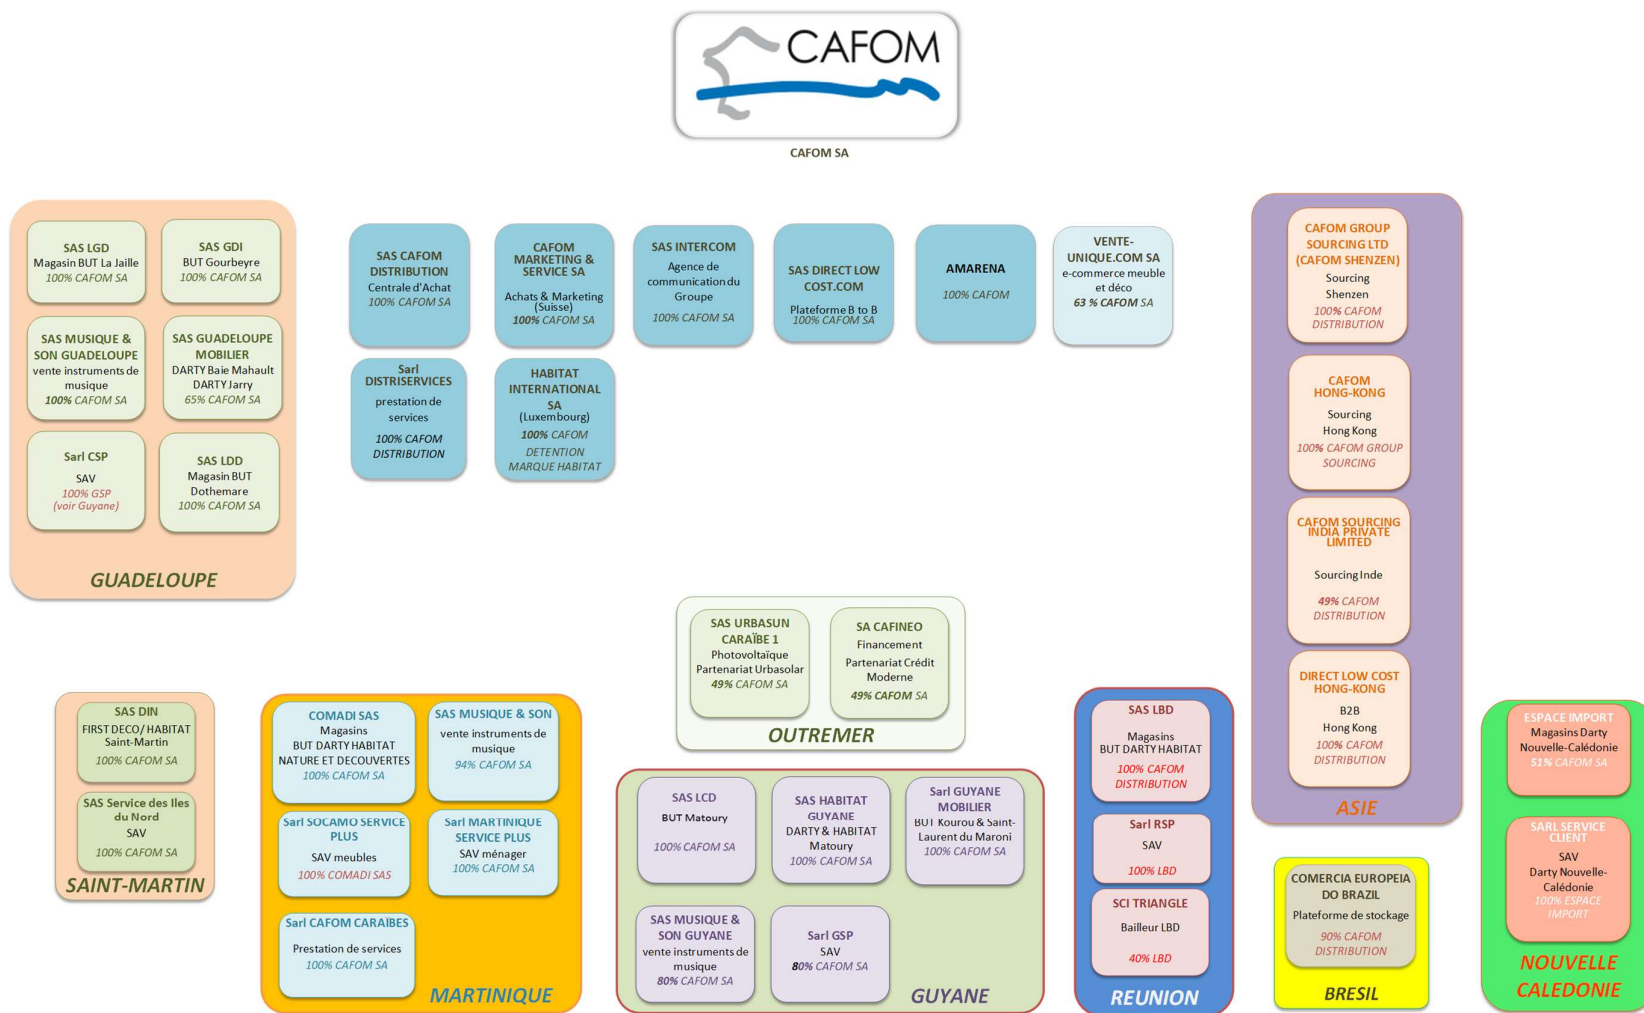 CAFOM
CAFOM SA
SAS LGD
Magasin BUT La Jaille
100% CAFOM SA
SAS GDI
BUT Gourbeyre
100% CAFOM SA
SAS MUSIQUE &
SON GUADELOUPE
vente instruments de
musique
100% CAFOM SA
SAS GUADELOUPE
MOBILIER
DARTY Baie Mahault
DARTY Jarry
65% CAFOM SA
Sarl CSP
SAV
100% GSP
(voir Guyane)
SAS LDD
Magasin BUT
Dothemare
100% CAFOM SA
GUADELOUPE
SAS CAFOM
DISTRIBUTION
Centrale d'Achat
100% CAFOM SA
CAFOM
MARKETING &
SERVICE SA
Achats & Marketing
(Suisse)
100% CAFOM SA
SAS INTERCOM
Agence de
communication du
Groupe
100% CAFOM SA
SAS DIRECT LOW
COST.COM
Plateforme B to B
100% CAFOM SA
AMARENA
100% CAFOM
VENTE-
UNIQUE.COM SA
e-commerce meuble
et déco
63 % CAFOM SA
Sarl
DISTRISERVICES
prestation de
services
100% CAFOM
DISTRIBUTION
HABITAT
INTERNATIONAL
SA
(Luxembourg)
100% CAFOM
DETENTION
MARQUE HABITAT
CAFOM GROUP
SOURCING LTD
(CAFOM SHENZEN)
Sourcing
Shenzen
100% CAFOM
DISTRIBUTION
CAFOM
HONG-KONG
Sourcing
Hong Kong
100% CAFOM GROUP
SOURCING
CAFOM SOURCING
INDIA PRIVATE
LIMITED
Sourcing Inde
49% CAFOM
DISTRIBUTION
DIRECT LOW COST
HONG-KONG
B2B
Hong Kong
100% CAFOM
DISTRIBUTION
ASIE
SAS URBASUN
CARAÏBE 1
Photovoltaïque
Partenariat Urbasolar
49% CAFOM SA
SA CAFINEO
Financement
Partenariat Crédit
Moderne
49% CAFOM SA
OUTREMER
SAS DIN
FIRST DECO/ HABITAT
Saint-Martin
100% CAFOM SA
SAS Service des Iles
du Nord
SAV
100% CAFOM SA
SAINT-MARTIN
COMADI SAS
Magasins
BUT DARTY HABITAT
NATURE ET DECOUVERTES
100% CAFOM SA
SAS MUSIQUE & SON
vente instruments de
musique
94% CAFOM SA
Sarl SOCAMO SERVICE
PLUS
SAV meubles
100% COMADI SAS
Sarl MARTINIQUE
SERVICE PLUS
SAV ménager
100% CAFOM SA
Sarl CAFOM CARAÏBES
Prestation de services
100% CAFOM SA
MARTINIQUE
SAS LCD
BUT Matoury
100% CAFOM SA
SAS HABITAT
GUYANE
DARTY & HABITAT
Matoury
100% CAFOM SA
Sarl GUYANE
MOBILIER
BUT Kourou & Saint-
Laurent du Maroni
100% CAFOM SA
SAS MUSIQUE &
SON GUYANE
vente instruments de
musique
80% CAFOM SA
Sarl GSP
SAV
80% CAFOM SA
GUYANE
SAS LBD
Magasins
BUT DARTY HABITAT
100% CAFOM
DISTRIBUTION
Sarl RSP
SAV
100% LBD
SCI TRIANGLE
Bailleur LBD
40% LBD
REUNION
COMERCIA EUROPEIA
DO BRAZIL
Plateforme de stockage
90% CAFOM
DISTRIBUTION
BRESIL
ESPACE IMPORT
Magasins Darty
Nouvelle-Calédonie
51% CAFOM SA
SARL SERVICE
CLIENT
SAV
Darty Nouvelle-
Calédonie
100% ESPACE
IMPORT
NOUVELLE
CALEDONIE